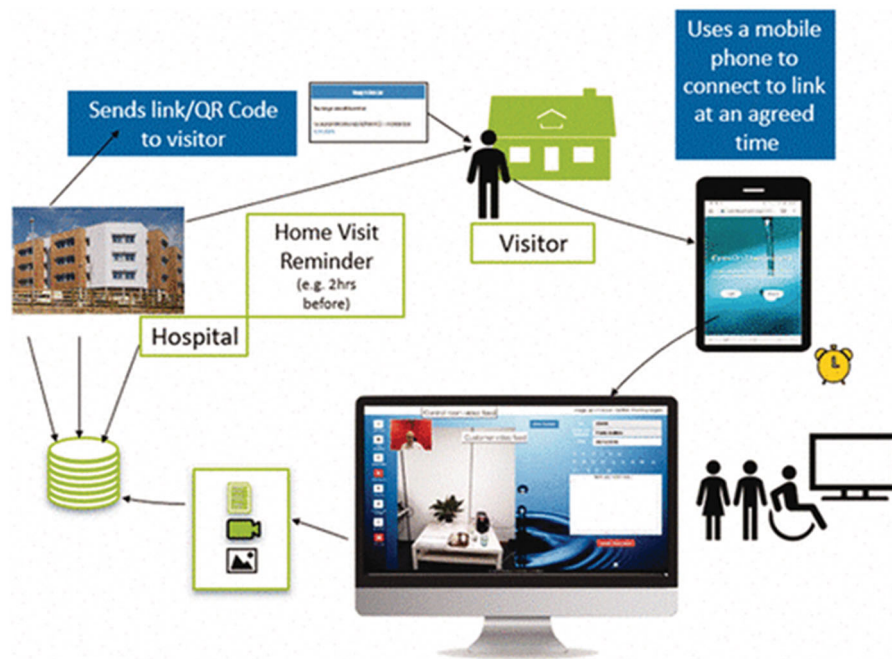 Sends link/QR Code
to visitor
Uses a mobile
phone to
connect to link
at an agreed
time
Home Visit
Reminder
(e.g. 2hrs
before)
Visitor
Hospital
Control room video feed
Customer video feed